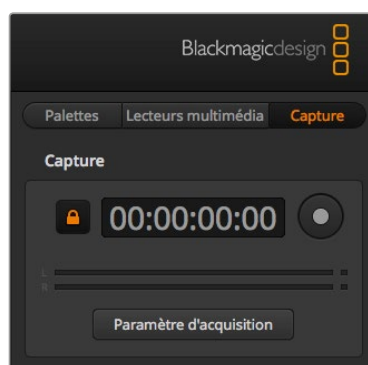 Blackmagicdesign
Palettes Lecteurs multimédia Capture
Capture
00:00:00:00
L
R
Paramètre d'acquisition